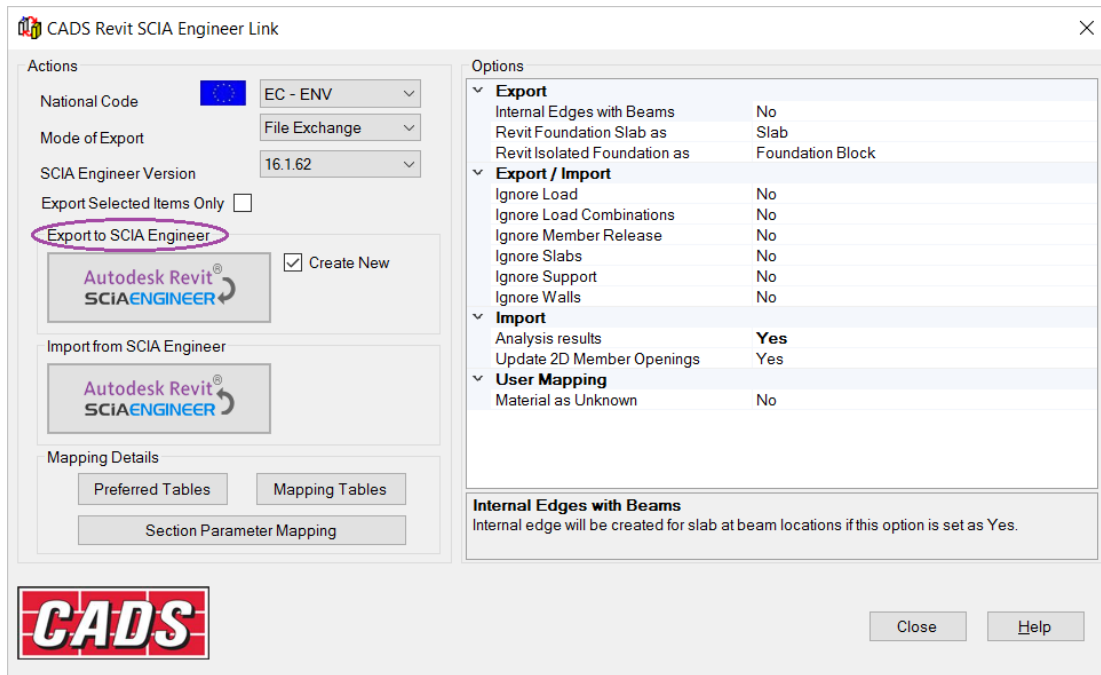 CADS Revit SCIA Engineer Link
Actions
National Code
EC - ENV
Mode of Export
File Exchange
SCIA Engineer Version
16.1.62
Export Selected Items Only
Export to SCIA Engineer
Autodesk Revit®
SCiAENGINEER
Create New
Import from SCIA Engineer
Autodesk Revit®
SCiAENGINEER
Mapping Details
Preferred Tables
Mapping Tables
Section Parameter Mapping
CADS
Options
Export
Internal Edges with Beams No
Revit Foundation Slab as Slab
Revit Isolated Foundation as Foundation Block
Export / Import
Ignore Load No
Ignore Load Combinations No
Ignore Member Release No
Ignore Slabs No
Ignore Support No
Ignore Walls No
Import
Analysis results Yes
Update 2D Member Openings Yes
User Mapping
Material as Unknown No
Internal Edges with Beams
Internal edge will be created for slab at beam locations if this option is set as Yes.
Close
Help